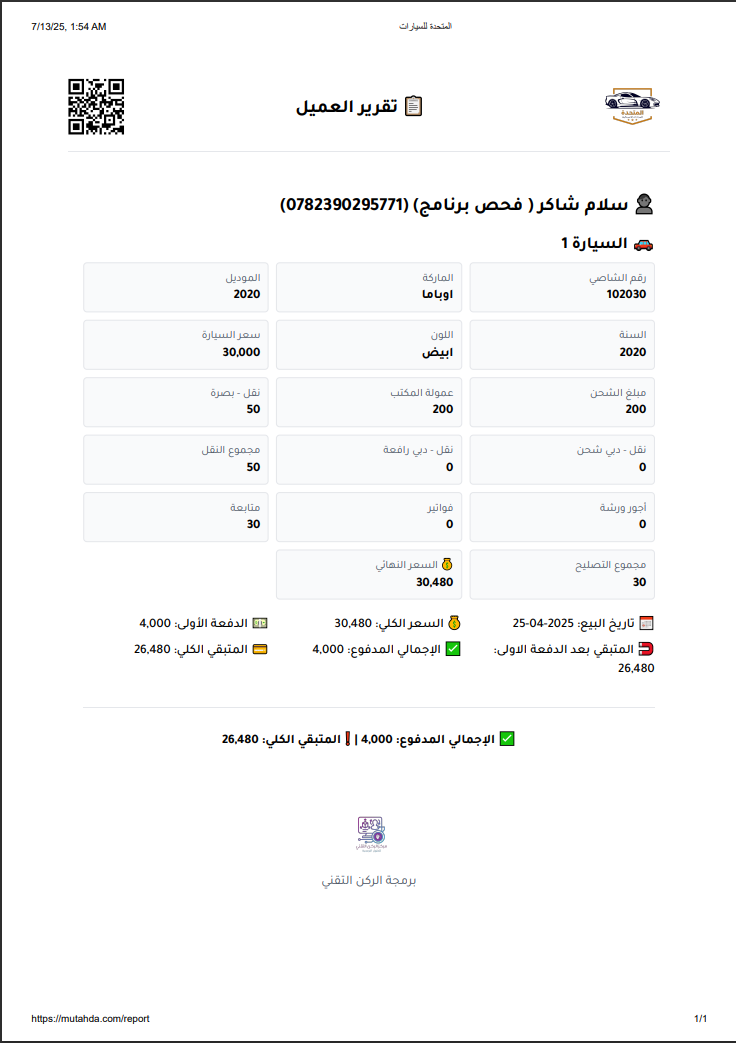 7/13/25, 1:54 AM
المتحدة للسيارات
المتحدة
📋 تقرير العميل
سلام شاكر ( فحص برنامج) (0782390295771)
🚗 السيارة 1
رقم الشاصي
102030
الماركة
اوباما
الموديل
2020
السنة
2020
اللون
ابيض
سعر السيارة
30,000
مبلغ الشحن
200
عمولة المكتب
200
نقل - بصرة
50
نقل - دبي شحن
0
نقل - دبي رافعة
0
مجموع النقل
50
أجور ورشة
0
فواتير
0
متابعة
30
مجموع التصليح
30
💰 السعر النهائي
30,480
📅 تاريخ البيع: 2025-04-25
💰 السعر الكلي: 30,480
💵 الدفعة الأولى: 4,000
🧲 المتبقي بعد الدفعة الاولى:
26,480
✅ الإجمالي المدفوع: 4,000
💳 المتبقي الكلي: 26,480
✅ الإجمالي المدفوع: 4,000 | ❗ المتبقي الكلي: 26,480
برمجة الركن التقني
https://mutahda.com/report
1/1